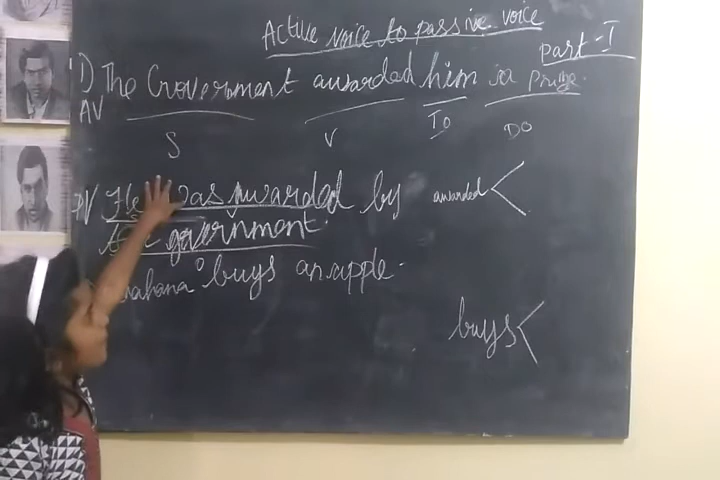 Active voice to passive voice
Part-I
1) The Government awarded him a prize.
AV
S V IO DO
PV He was awarded by awarded
the government
buys an apple.
buys